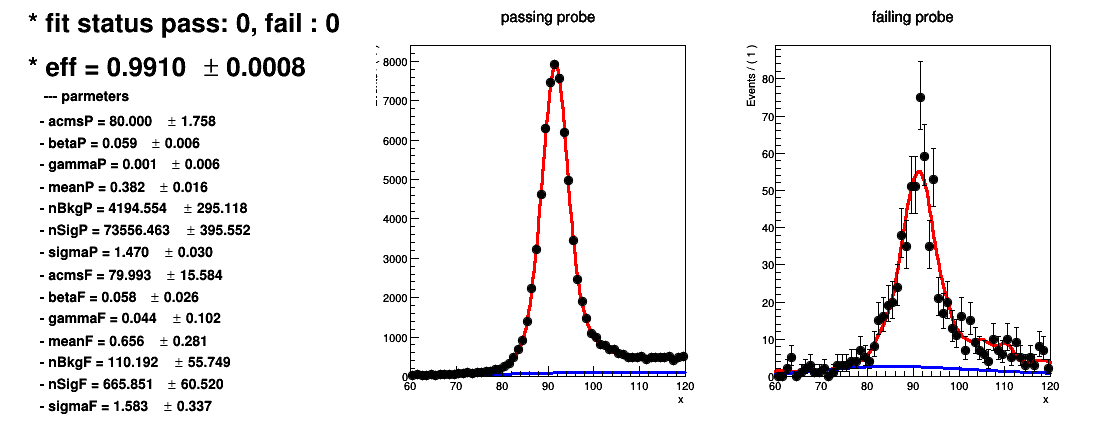 * fit status pass: 0, fail : 0
* eff = 0.9910 ± 0.0008
--- parmeters
- acmsP = 80.000 ± 1.758
- betaP = 0.059 ± 0.006
- gammaP = 0.001 ± 0.006
- meanP = 0.382 ± 0.016
- nBkgP = 4194.554 ± 295.118
- nSigP = 73556.463 ± 395.552
- sigmaP = 1.470 ± 0.030
- acmsF = 79.993 ± 15.584
- betaF = 0.058 ± 0.026
- gammaF = 0.044 ± 0.102
- meanF = 0.656 ± 0.281
- nBkgF = 110.192 ± 55.749
- nSigF = 665.851 ± 60.520
- sigmaF = 1.583 ± 0.337
passing probe
8000
7000
6000
5000
4000
3000
2000
1000
0
60 70 80 90 100 110 120
x
failing probe
Events / ( 1 )
80
70
60
50
40
30
20
10
0
60 70 80 90 100 110 120
x